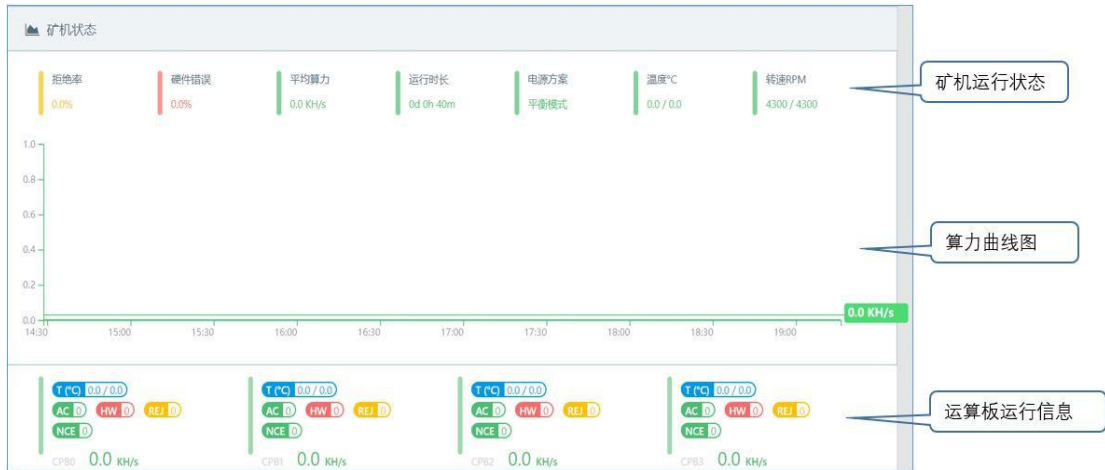 矿机状态
拒绝率 硬件错误 平均算力 运行时长 电源方案 温度°C 转速RPM
0.0% 0.0% 0.0 KH/s 0d 0h 40m 平衡模式 0.0 / 0.0 4300 / 4300
矿机运行状态
1.0
0.8
0.6
0.4
算力曲线图
0.2
0.0
0.0 KH/s
14:30 15:00 15:30 16:00 16:30 17:00 17:30 18:00 18:30 19:00
T (°C) 0.0 / 0.0 T (°C) 0.0 / 0.0 T (°C) 0.0 / 0.0 T (°C) 0.0 / 0.0
AC 0 HW 0 REJ 0 AC 0 HW 0 REJ 0 AC 0 HW 0 REJ 0 AC 0 HW 0 REJ 0
运算板运行信息
NCE 0 NCE 0 NCE 0 NCE 0
CPB0 0.0 KH/s CPB1 0.0 KH/s CPB2 0.0 KH/s CPB3 0.0 KH/s